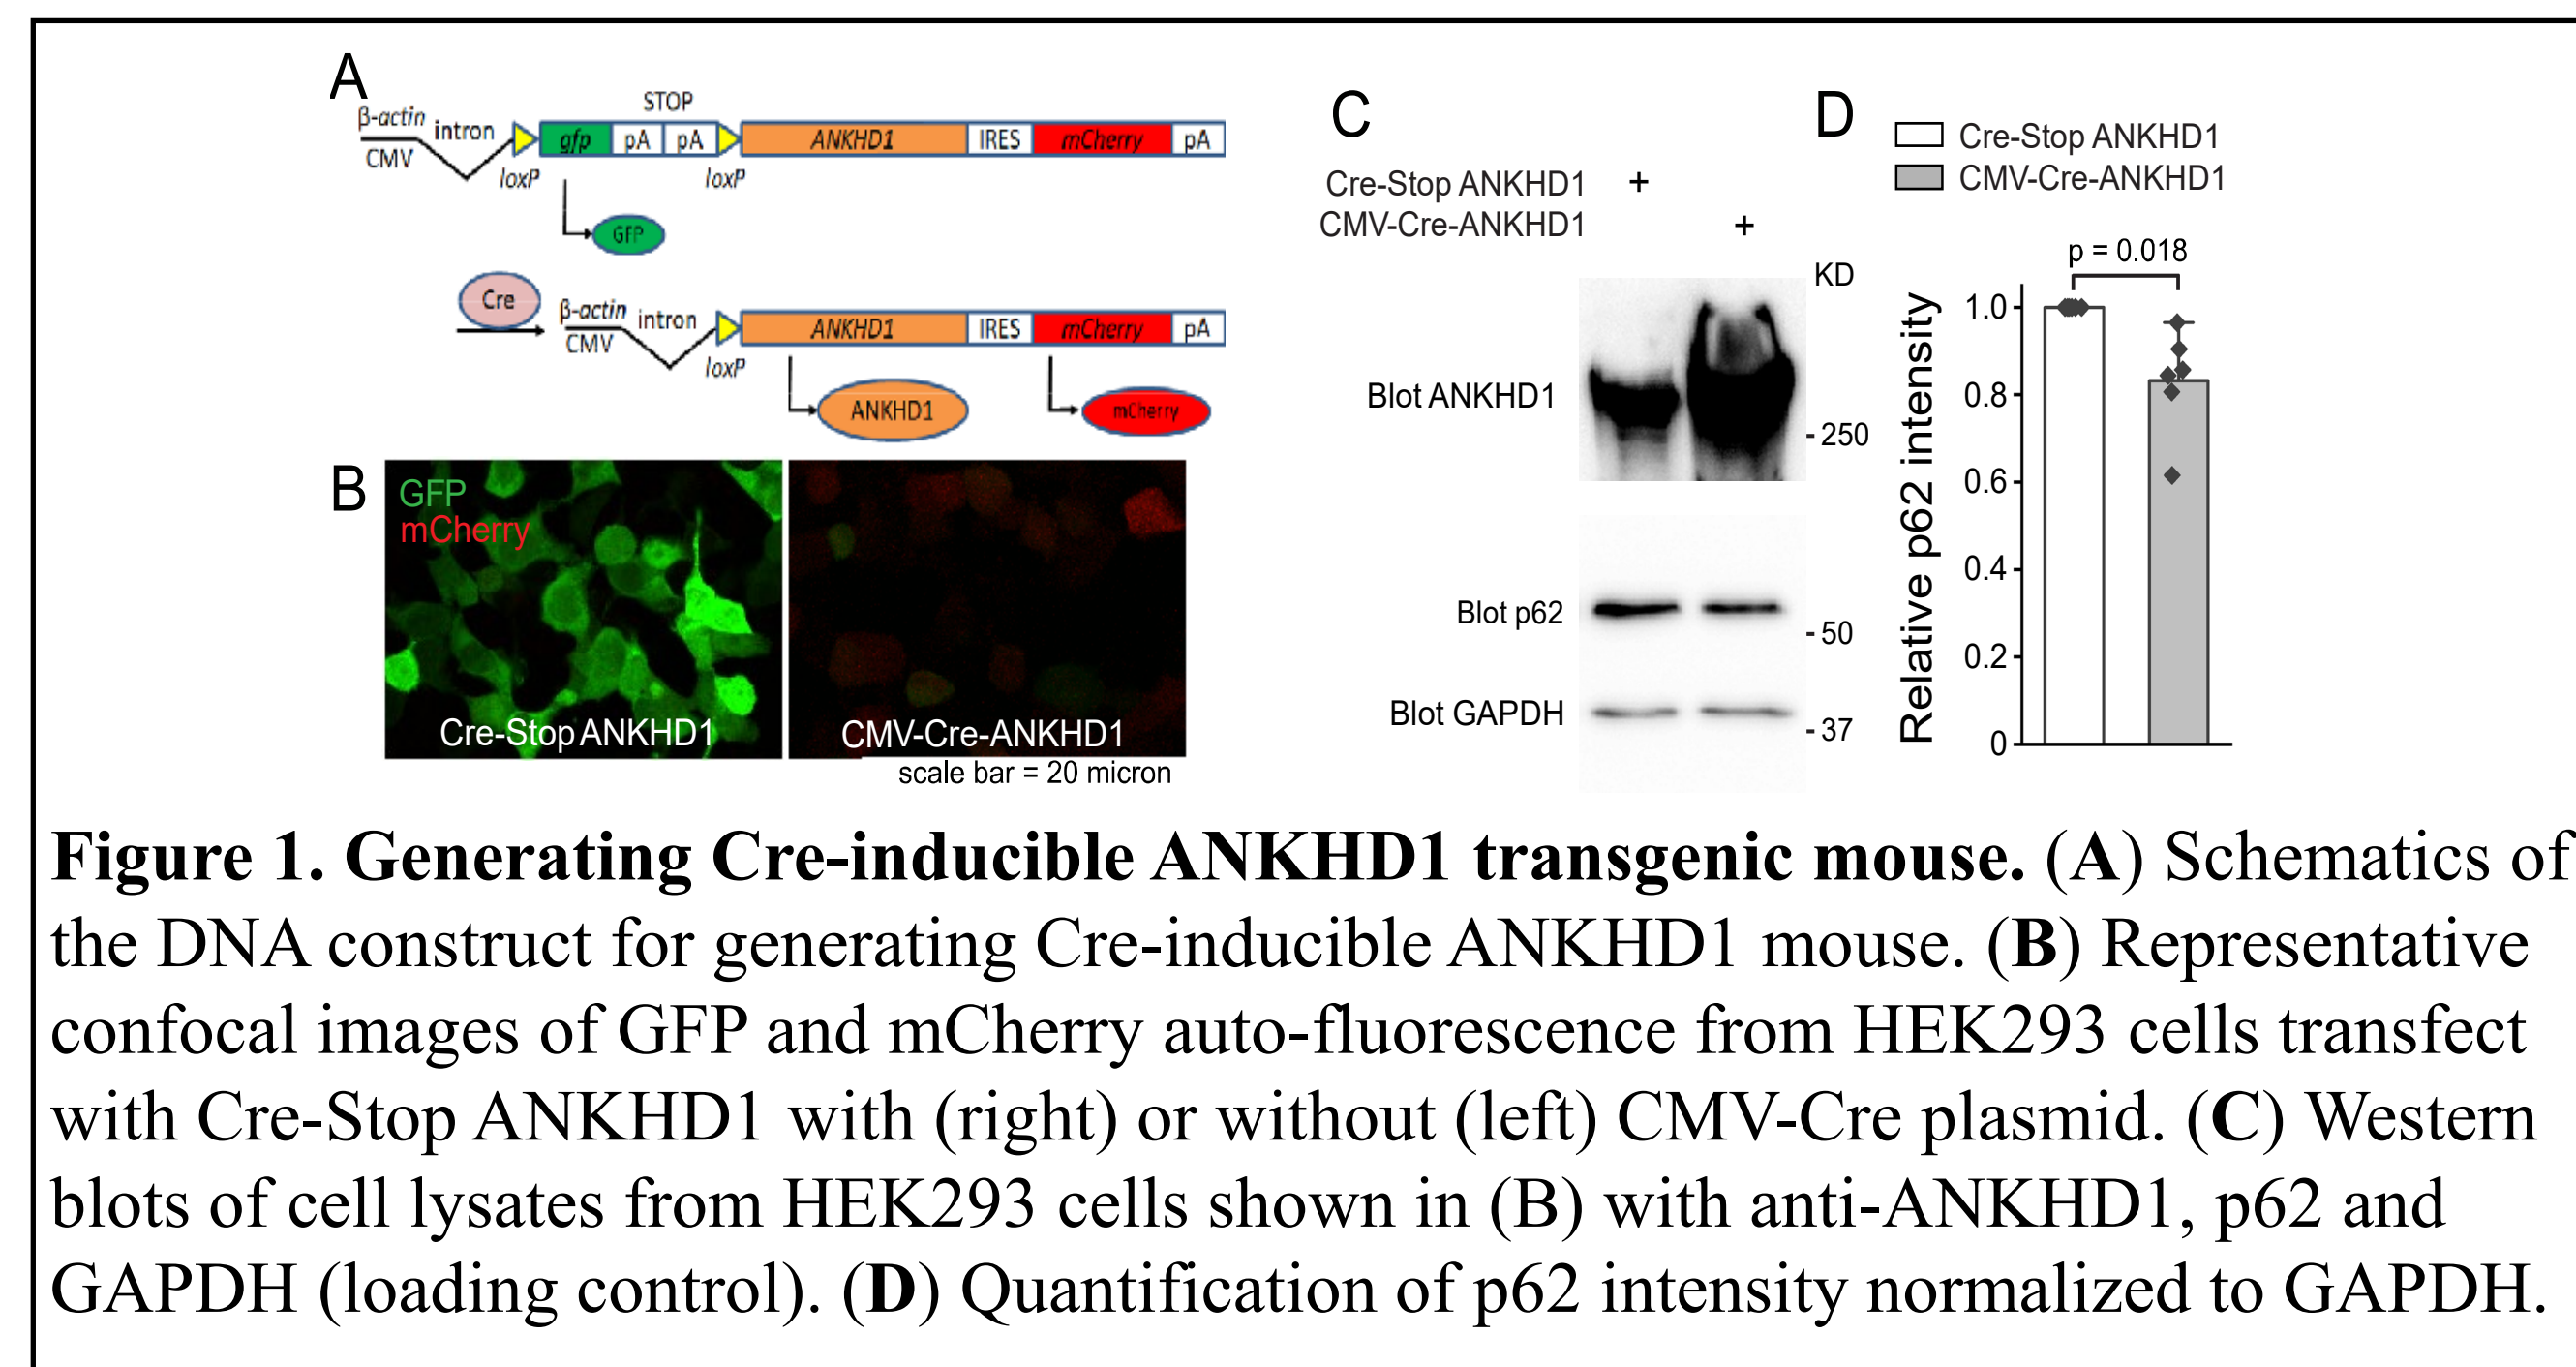 A
β-actin
intron
CMV
STOP
gfp
pA
pA
ANKHD1
IRES
mCherry
pA
loxP
loxP
GFP
Cre
β-actin
intron
CMV
ANKHD1
IRES
mCherry
pA
loxP
ANKHD1
mCherry
B
GFP
mCherry
Cre-Stop ANKHD1
CMV-Cre-ANKHD1
scale bar = 20 micron
C
Cre-Stop ANKHD1 +
CMV-Cre-ANKHD1 +
KD
Blot ANKHD1
- 250
Blot p62
- 50
Blot GAPDH
- 37
D
Cre-Stop ANKHD1
CMV-Cre-ANKHD1
p = 0.018
Relative p62 intensity
1.0
0.8
0.6
0.4
0.2
0
Figure 1. Generating Cre-inducible ANKHD1 transgenic mouse. (A) Schematics of
the DNA construct for generating Cre-inducible ANKHD1 mouse. (B) Representative
confocal images of GFP and mCherry auto-fluorescence from HEK293 cells transfect
with Cre-Stop ANKHD1 with (right) or without (left) CMV-Cre plasmid. (C) Western
blots of cell lysates from HEK293 cells shown in (B) with anti-ANKHD1, p62 and
GAPDH (loading control). (D) Quantification of p62 intensity normalized to GAPDH.